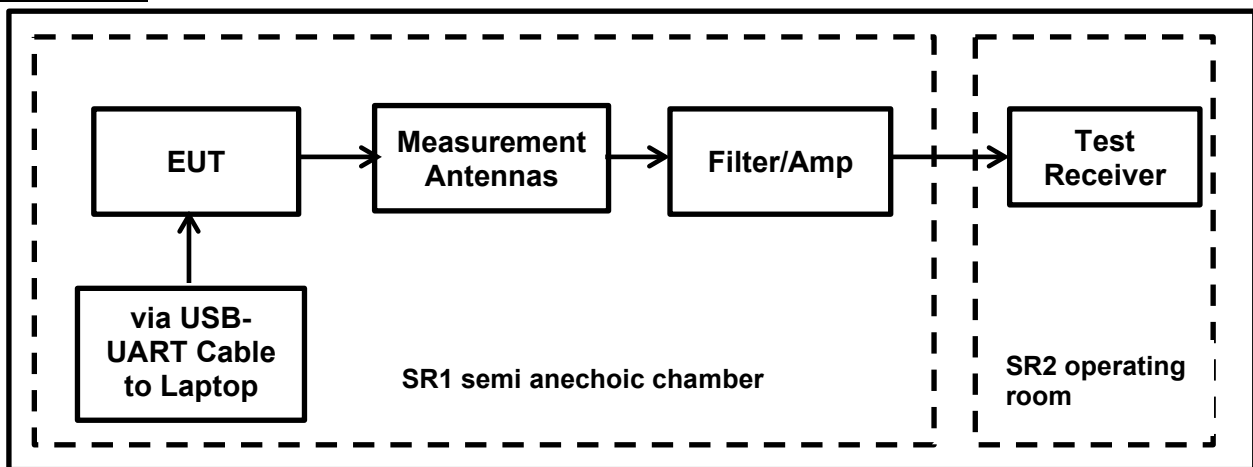 EUT
Measurement
Antennas
Filter/Amp
Test
Receiver
via USB-
UART Cable
to Laptop
SR1 semi anechoic chamber
SR2 operating
room